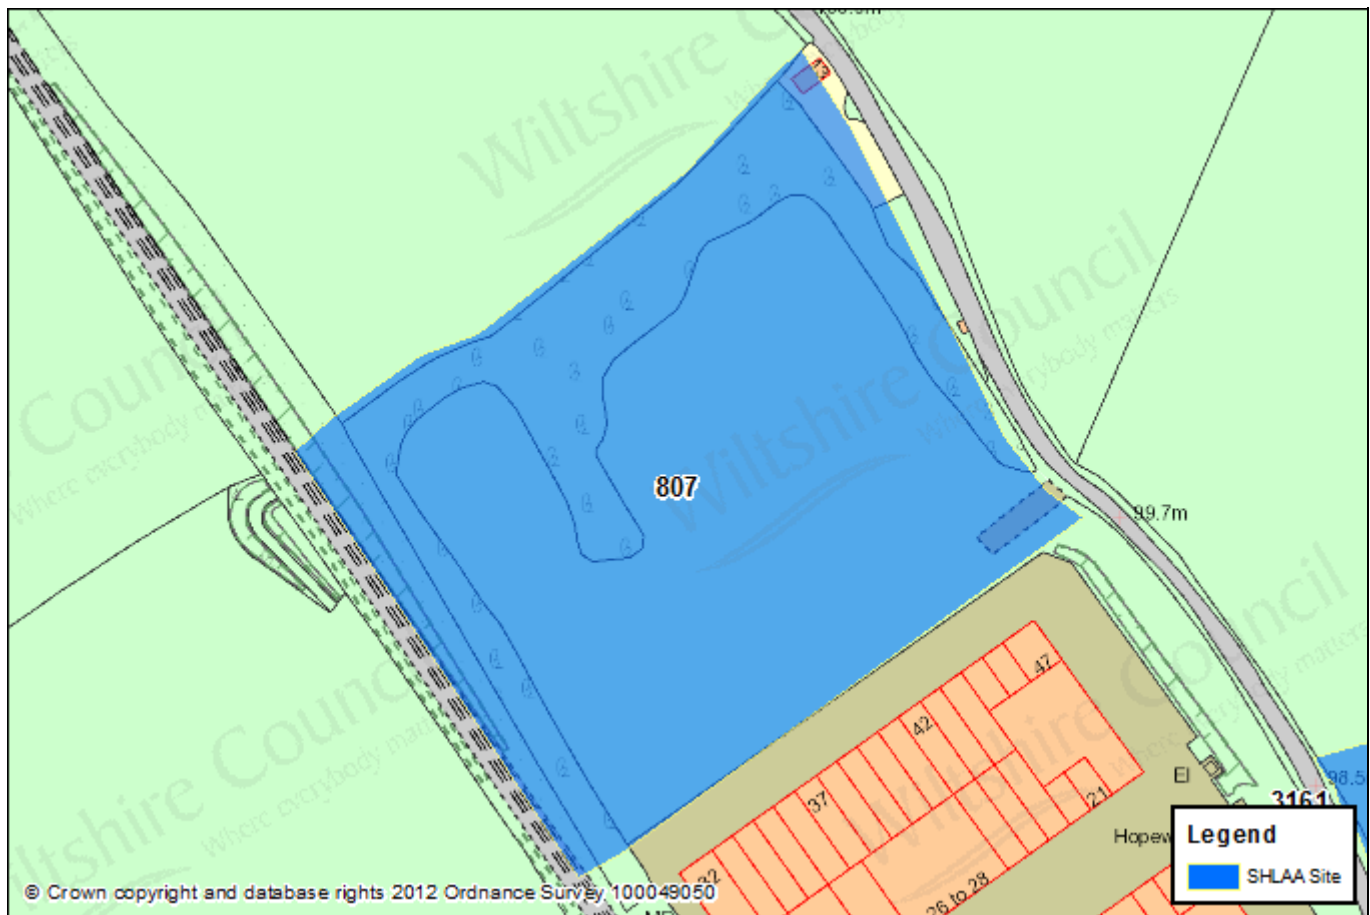 Wiltshire Council
Where everybody matters
43
807
99.7m
47
42
37
32
21
26 to 28
El
98.5
3161
Legend
SHLAA Site
© Crown copyright and database rights 2012 Ordnance Survey 100049050